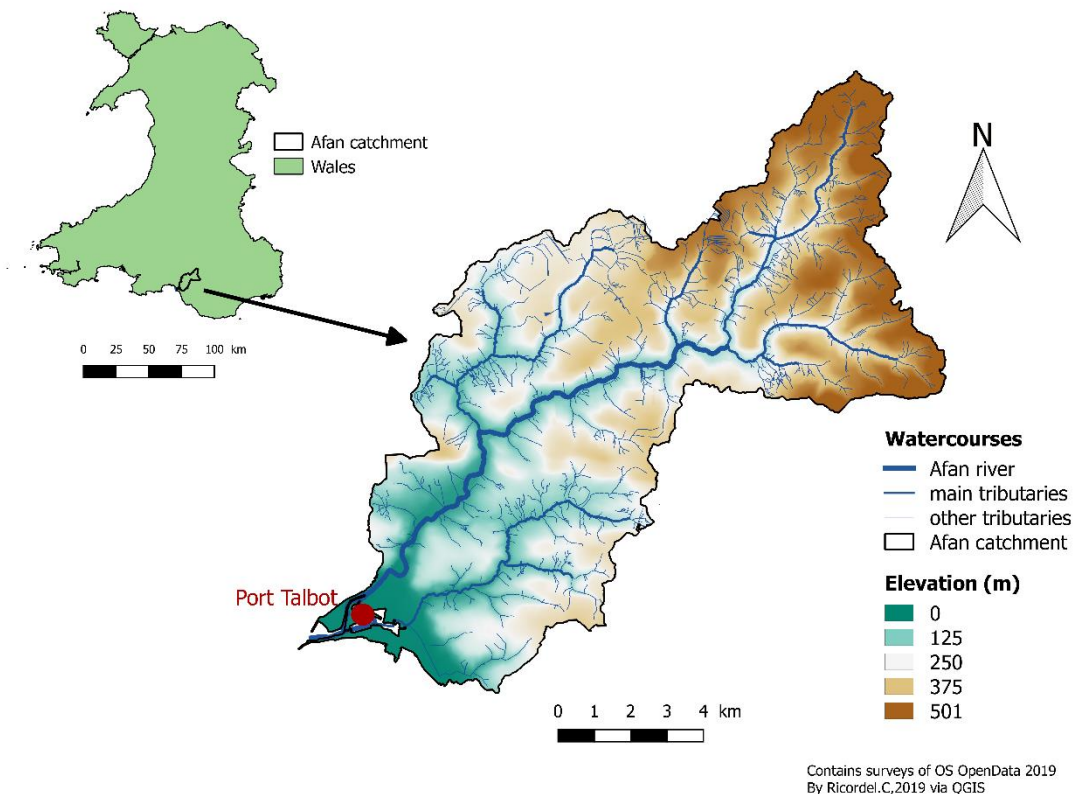 Afan catchment
Wales
0 25 50 75 100 km
N
Port Talbot
Watercourses
Afan river
main tributaries
other tributaries
Afan catchment
Elevation (m)
0
125
250
375
501
0 1 2 3 4 km
Contains surveys of OS OpenData 2019
By Ricordel.C,2019 via QGIS